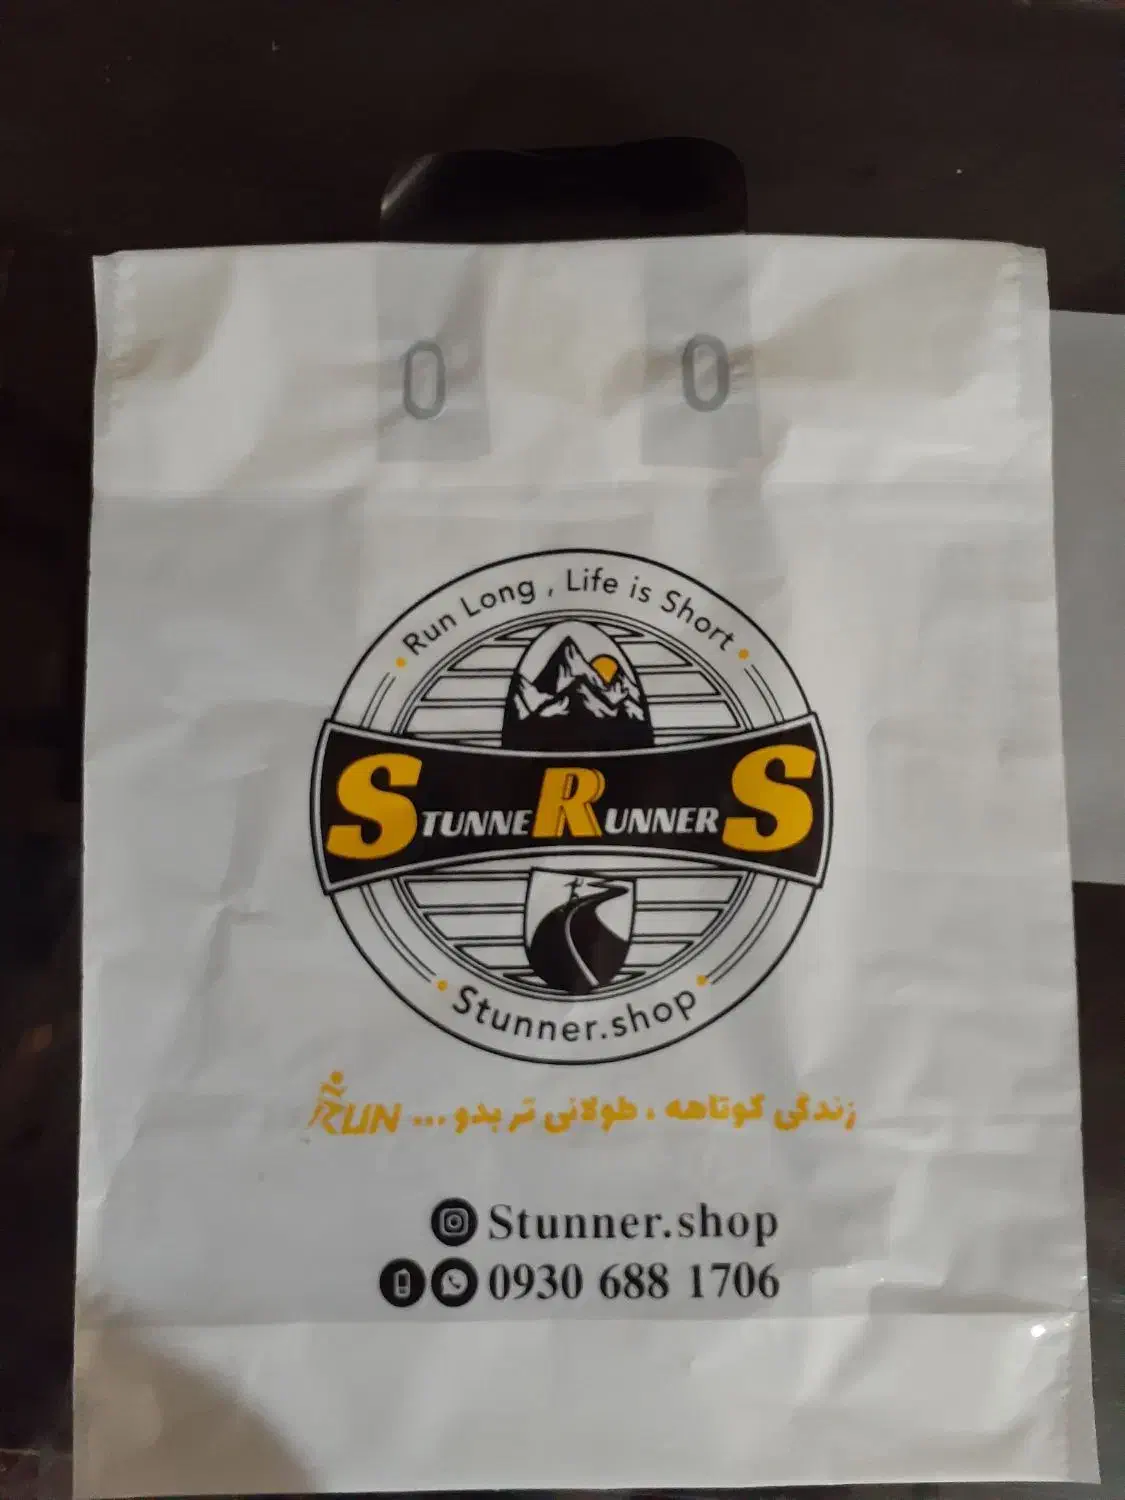 Run Long , Life is Short
STUNNERUNNERS
Stunner.shop
زندگی کوتاهه ، طولانی تر بدو ... RUN
Stunner.shop
0930 688 1706